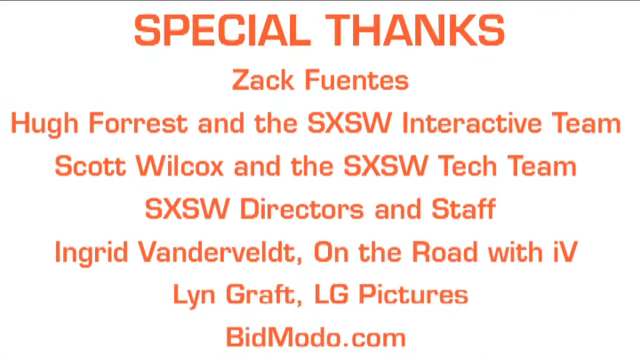 SPECIAL THANKS
Zack Fuentes
Hugh Forrest and the SXSW Interactive Team
Scott Wilcox and the SXSW Tech Team
SXSW Directors and Staff
Ingrid Vanderveldt, On the Road with iV
Lyn Graft, LG Pictures
BidModo.com